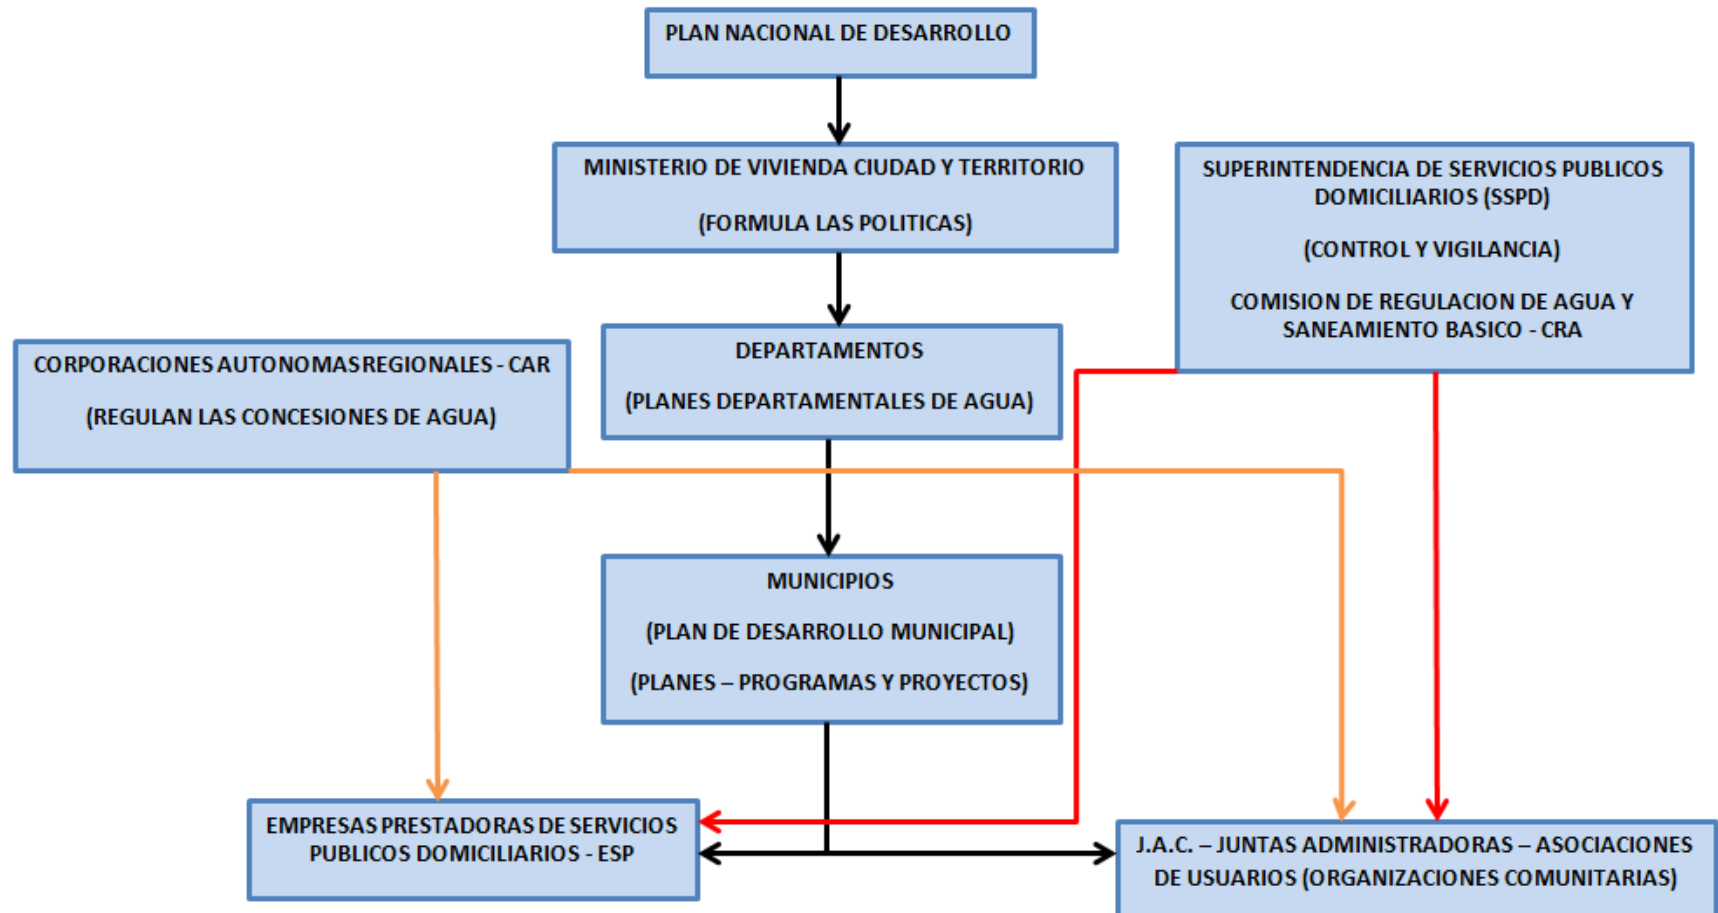 PLAN NACIONAL DE DESARROLLO
MINISTERIO DE VIVIENDA CIUDAD Y TERRITORIO
(FORMULA LAS POLITICAS)
SUPERINTENDENCIA DE SERVICIOS PUBLICOS
DOMICILIARIOS (SSPD)
(CONTROL Y VIGILANCIA)
COMISION DE REGULACION DE AGUA Y
SANEAMIENTO BASICO - CRA
CORPORACIONES AUTONOMAS REGIONALES - CAR
(REGULAN LAS CONCESIONES DE AGUA)
DEPARTAMENTOS
(PLANES DEPARTAMENTALES DE AGUA)
MUNICIPIOS
(PLAN DE DESARROLLO MUNICIPAL)
(PLANES – PROGRAMAS Y PROYECTOS)
EMPRESAS PRESTADORAS DE SERVICIOS
PUBLICOS DOMICILIARIOS - ESP
J.A.C. – JUNTAS ADMINISTRADORAS – ASOCIACIONES
DE USUARIOS (ORGANIZACIONES COMUNITARIAS)